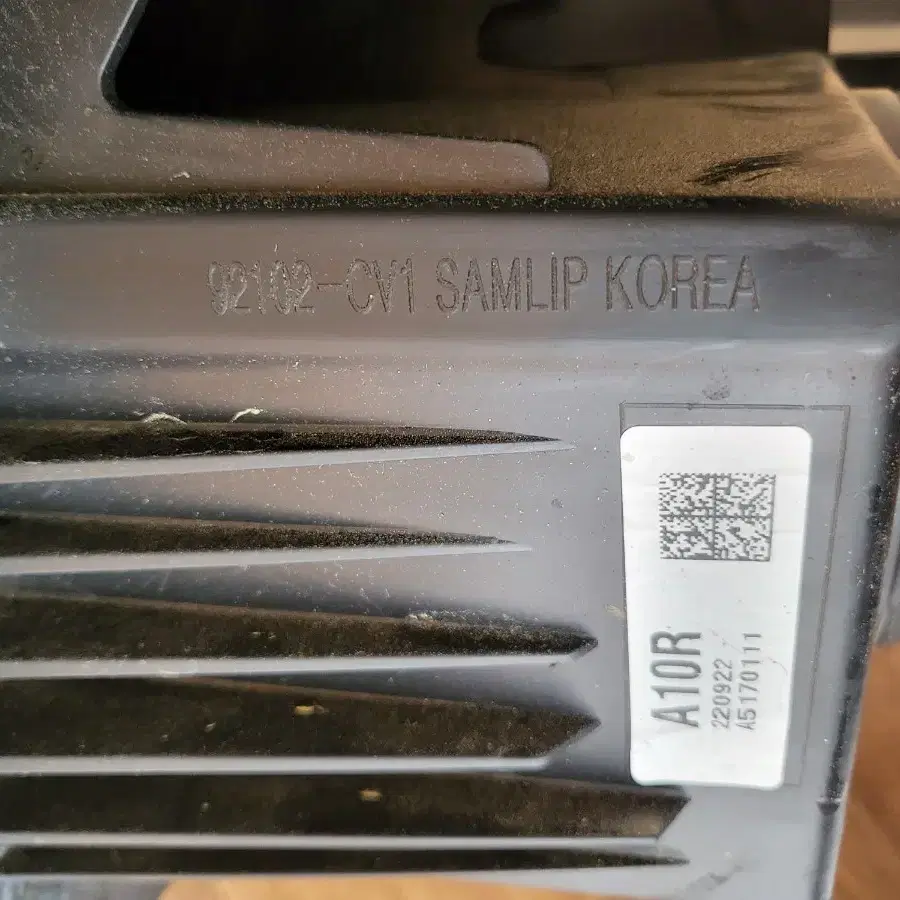 92102-CV1 SAMLIP KOREA
A10R
220922
A5170111